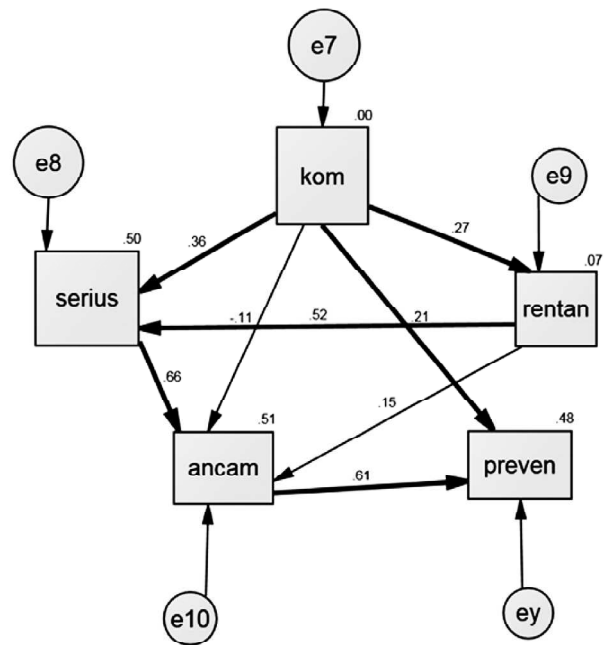 e7
.00
e8
kom
e9
.50
.36
.27
.07
serius
rentan
-.11
.52
.21
.66
.15
.51
.48
ancam
.61
preven
e10
ey